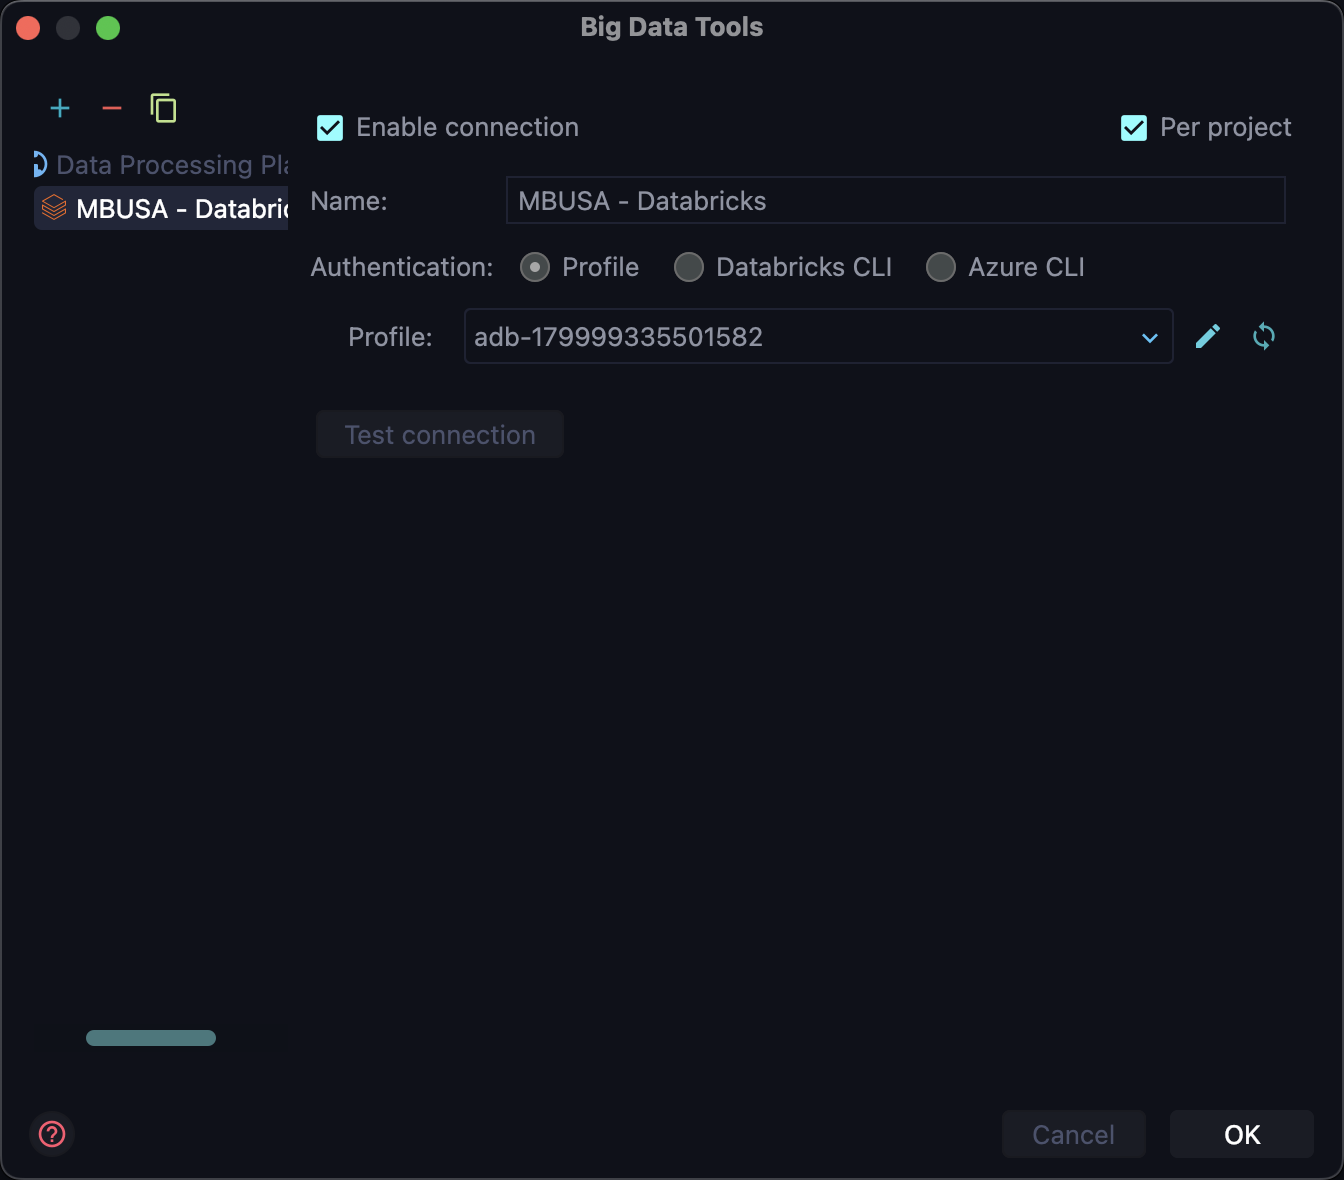 Big Data Tools
Data Processing Pla
MBUSA - Databric
Enable connection
Per project
Name: MBUSA - Databricks
Authentication: Profile Databricks CLI Azure CLI
Profile: adb-179999335501582
Test connection
?
Cancel OK